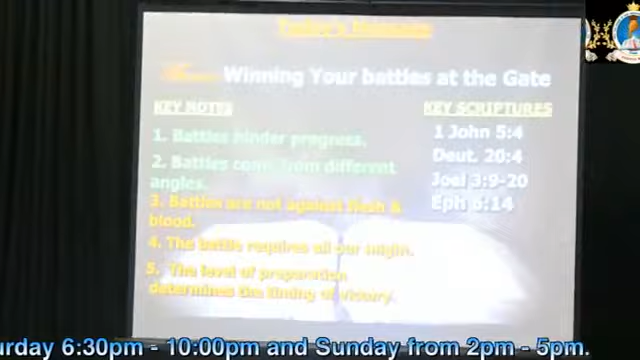 Today's Message
Theme: Winning Your battles at the Gate
KEY NOTES
1. Battles hinder progress.
2. Battles come from different
angles.
3. Battles are not against flesh &
blood.
4. The battle requires all our might.
5. The level of preparation
determines the timing of victory.
KEY SCRIPTURES
1 John 5:4
Deut. 20:4
Joel 3:9-20
Eph 6:14
urday 6:30pm - 10:00pm and Sunday from 2pm - 5pm.